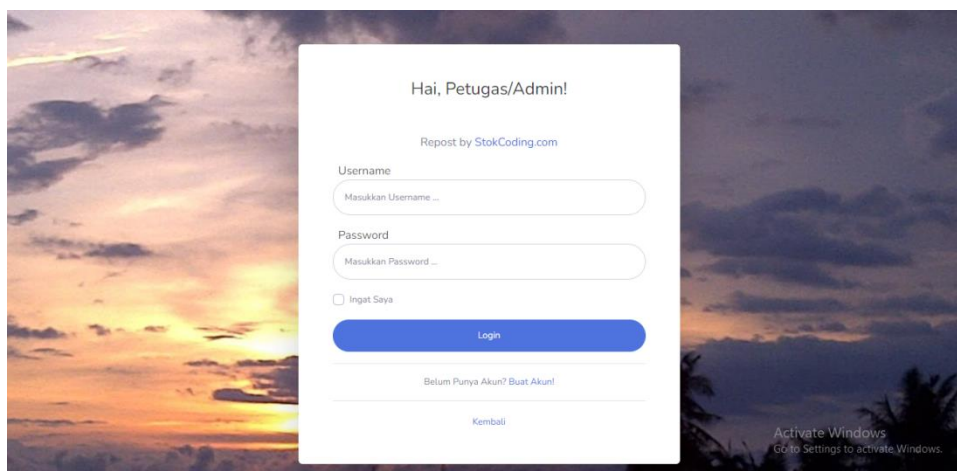 Hai, Petugas/Admin!
Repost by StokCoding.com
Username
Masukkan Username ...
Password
Masukkan Password ...
Ingat Saya
Login
Belum Punya Akun? Buat Akun!
Kembali
Activate Windows
Go to Settings to activate Windows.